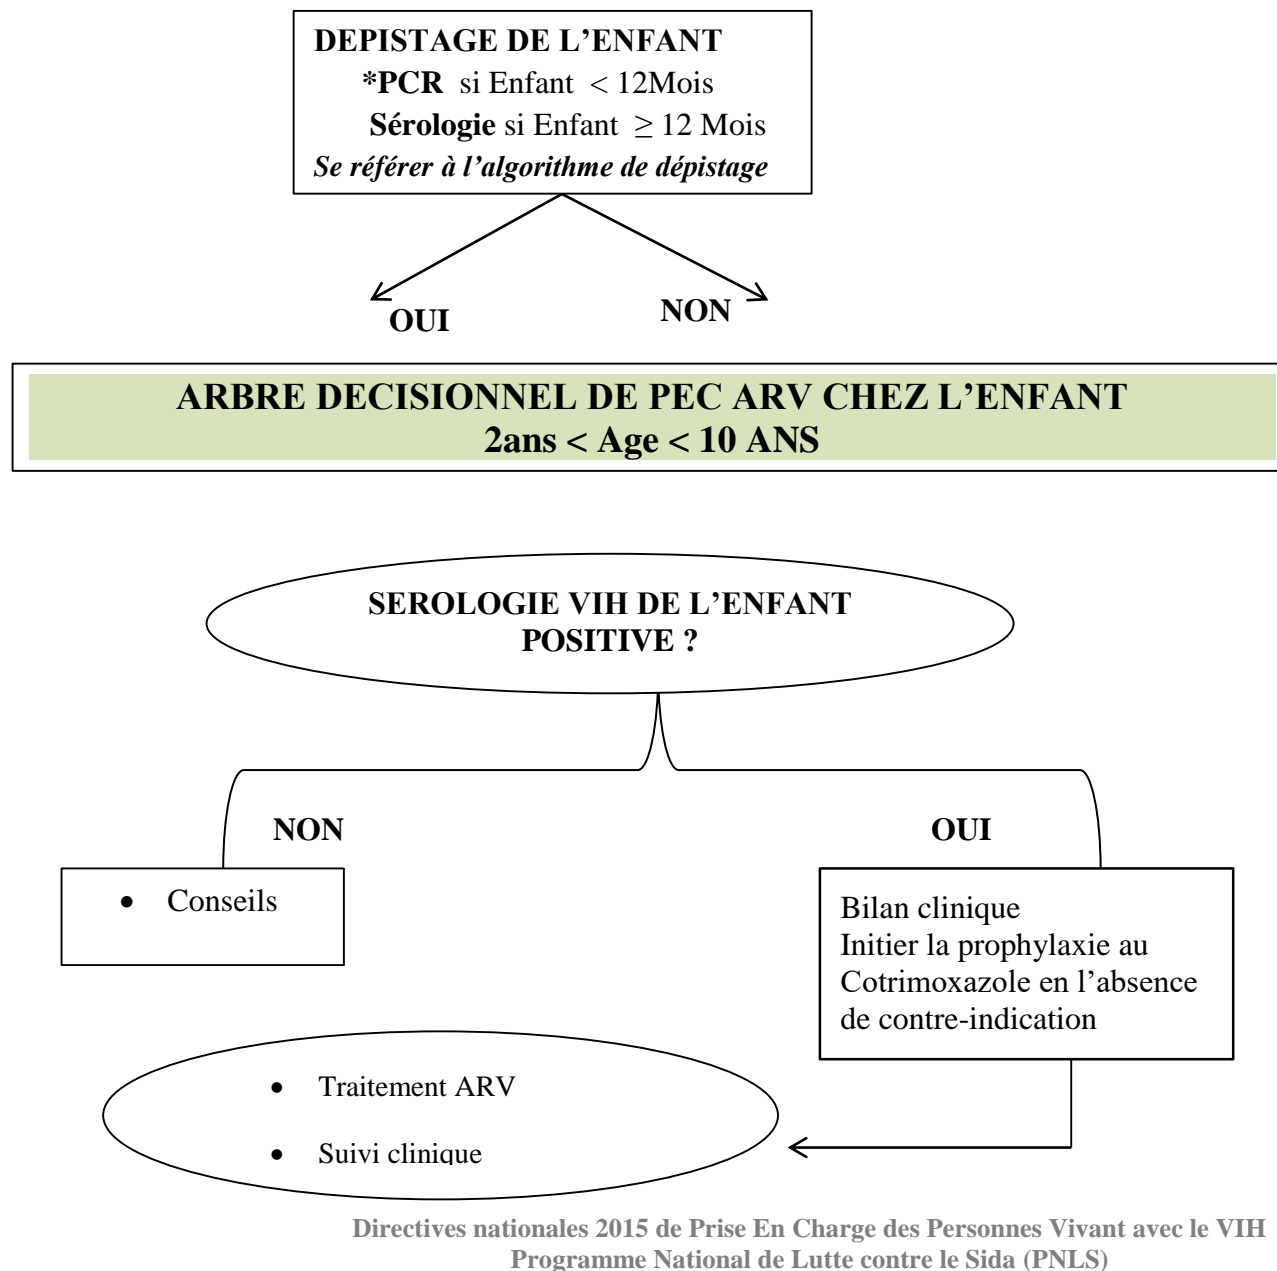 DEPISTAGE DE L’ENFANT
*PCR si Enfant < 12Mois
Sérologie si Enfant ≥ 12 Mois
Se référer à l’algorithme de dépistage
OUI
NON
ARBRE DECISIONNEL DE PEC ARV CHEZ L’ENFANT
2ans < Age < 10 ANS
SEROLOGIE VIH DE L’ENFANT
POSITIVE ?
NON
OUI
• Conseils
Bilan clinique
Initier la prophylaxie au
Cotrimoxazole en l’absence
de contre-indication
• Traitement ARV
• Suivi clinique
Directives nationales 2015 de Prise En Charge des Personnes Vivant avec le VIH
Programme National de Lutte contre le Sida (PNLS)